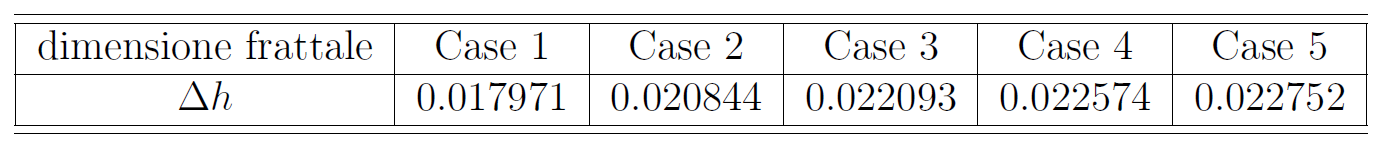 dimensione frattale Case 1 Case 2 Case 3 Case 4 Case 5
Δh 0.017971 0.020844 0.022093 0.022574 0.022752